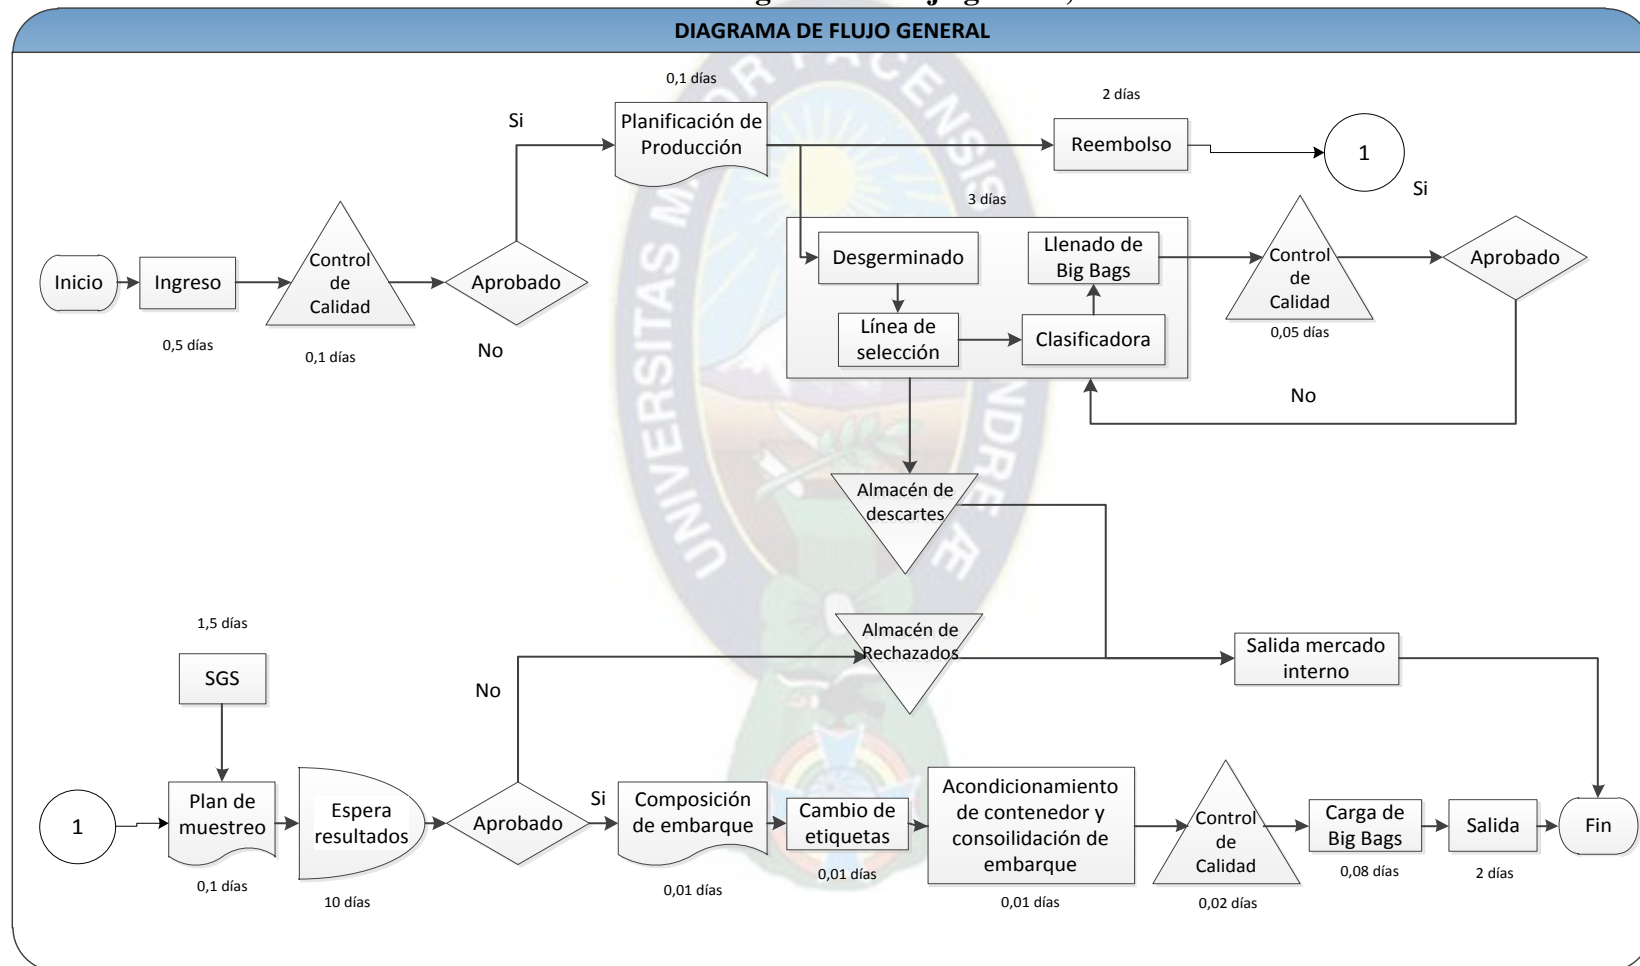 DIAGRAMA DE FLUJO GENERAL
0,1 días
Planificación de
Producción
Si
2 días
Reembolso
1
Si
3 días
Inicio
Ingreso
0,5 días
Control
de
Calidad
0,1 días
Aprobado
No
Desgerminado
Línea de
selección
Clasificadora
Llenado de
Big Bags
Control
de
Calidad
0,05 días
Aprobado
No
Almacén de
descartes
Almacén de
Rechazados
Salida mercado
interno
1,5 días
SGS
No
1
Plan de
muestreo
0,1 días
Espera
resultados
10 días
Aprobado
Si
Composición
de embarque
0,01 días
Cambio de
etiquetas
0,01 días
Acondicionamiento
de contenedor y
consoilidación de
embarque
0,01 días
Control
de
Calidad
0,02 días
Carga de
Big Bags
0,08 días
Salida
2 días
Fin
UNIVERSITAS MAIOR PACENSIS